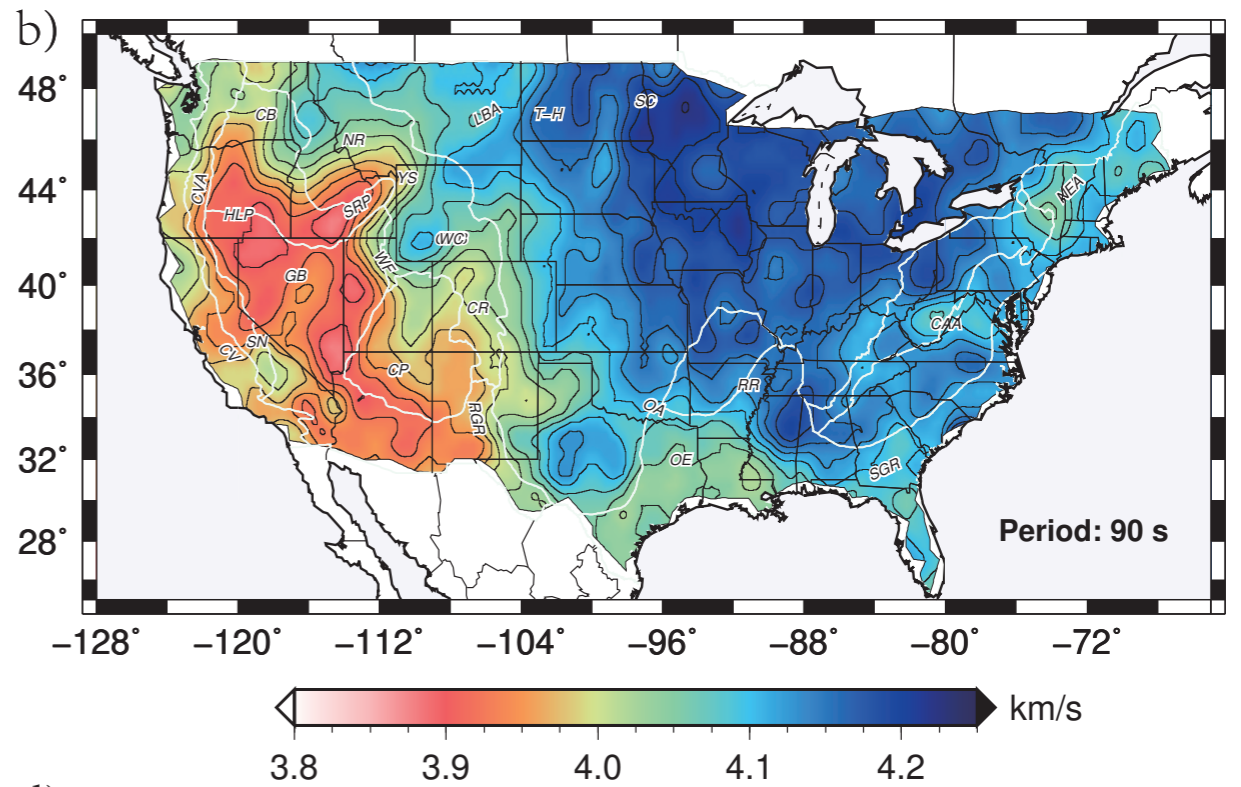 b)
48°
44°
40°
36°
32°
28°
CB
NR
LBA
T–H
SC
YS
CVA
HLP
SRP
(WC)
NEA
WF
GB
CR
CAA
SN
CV
CP
RR
RGR
OA
OE
SGR
Period: 90 s
−128° −120° −112° −104° −96° −88° −80° −72°
km/s
3.8 3.9 4.0 4.1 4.2